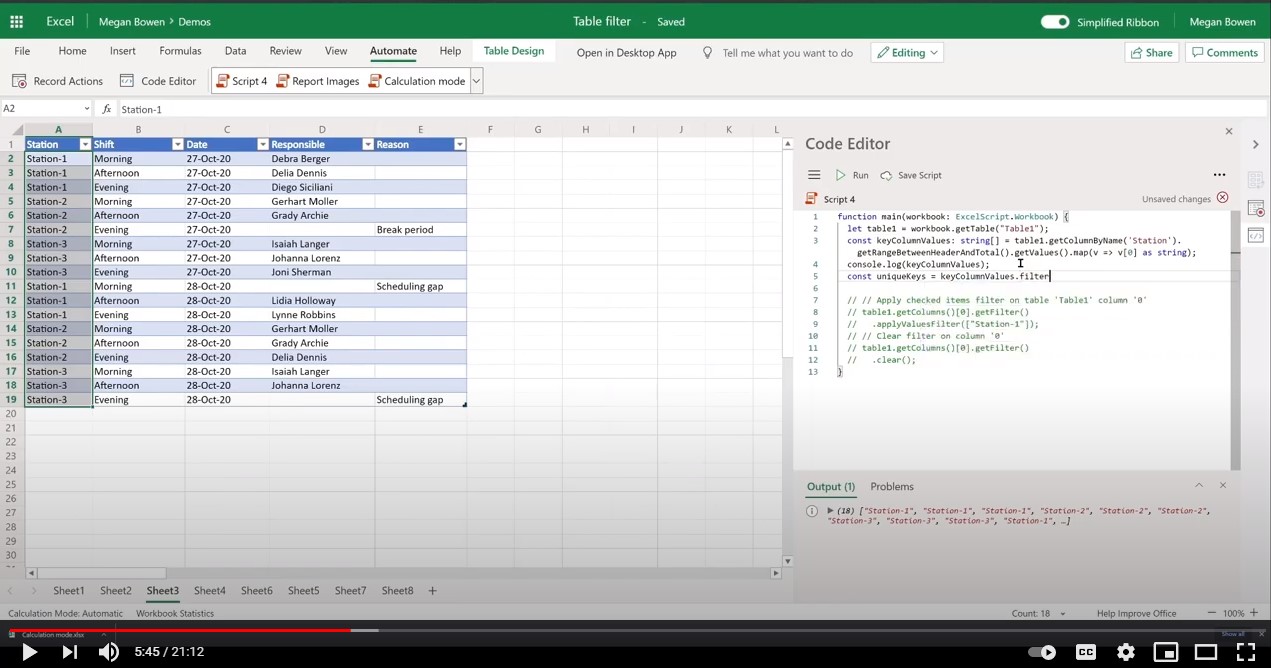 Excel Megan Bowen > Demos Table filter - Saved Simplified Ribbon Megan Bowen
File Home Insert Formulas Data Review View Automate Help Table Design Open in Desktop App Tell me what you want to do Editing Share Comments
Record Actions Code Editor Script 4 Report Images Calculation mode
A2 fx Station-1
A B C D E F G H I J K L
1 Station Shift Date Responsible Reason
2 Station-1 Morning 27-Oct-20 Debra Berger
3 Station-1 Afternoon 27-Oct-20 Delia Dennis
4 Station-1 Evening 27-Oct-20 Diego Siciliani
5 Station-2 Morning 27-Oct-20 Gerhart Moller
6 Station-2 Afternoon 27-Oct-20 Grady Archie
7 Station-2 Evening 27-Oct-20 Break period
8 Station-3 Morning 27-Oct-20 Isaiah Langer
9 Station-3 Afternoon 27-Oct-20 Johanna Lorenz
10 Station-3 Evening 27-Oct-20 Joni Sherman
11 Station-1 Morning 28-Oct-20 Scheduling gap
12 Station-1 Afternoon 28-Oct-20 Lidia Holloway
13 Station-1 Evening 28-Oct-20 Lynne Robbins
14 Station-2 Morning 28-Oct-20 Gerhart Moller
15 Station-2 Afternoon 28-Oct-20 Grady Archie
16 Station-2 Evening 28-Oct-20 Delia Dennis
17 Station-3 Morning 28-Oct-20 Isaiah Langer
18 Station-3 Afternoon 28-Oct-20 Johanna Lorenz
19 Station-3 Evening 28-Oct-20 Scheduling gap
20
21
22
23
24
25
26
27
28
29
30
Code Editor
Run Save Script ...
Script 4 Unsaved changes
1 function main(workbook: ExcelScript.Workbook) {
2 let table1 = workbook.getTable("Table1");
3 const keyColumnValues: string[] = table1.getColumnByName('Station').
getRangeBetweenHeaderAndTotal().getValues().map(v => v[0] as string);
4 console.log(keyColumnValues);
5 const uniqueKeys = keyColumnValues.filter
6
7 // // Apply checked items filter on table 'Table1' column '0'
8 // table1.getColumns()[0].getFilter()
9 // .applyValuesFilter(["Station-1"]);
10 // // Clear filter on column '0'
11 // table1.getColumns()[0].getFilter()
12 // .clear();
13 }
Output (1) Problems
(18) ["Station-1", "Station-1", "Station-1", "Station-2", "Station-2", "Station-2",
"Station-3", "Station-3", "Station-3", "Station-1", …]
Sheet1 Sheet2 Sheet3 Sheet4 Sheet6 Sheet5 Sheet7 Sheet8 +
Calculation Mode: Automatic Workbook Statistics Count: 18 Help Improve Office − 100% +
Calculation mode.xlsx Show all
5:45 / 21:12 CC